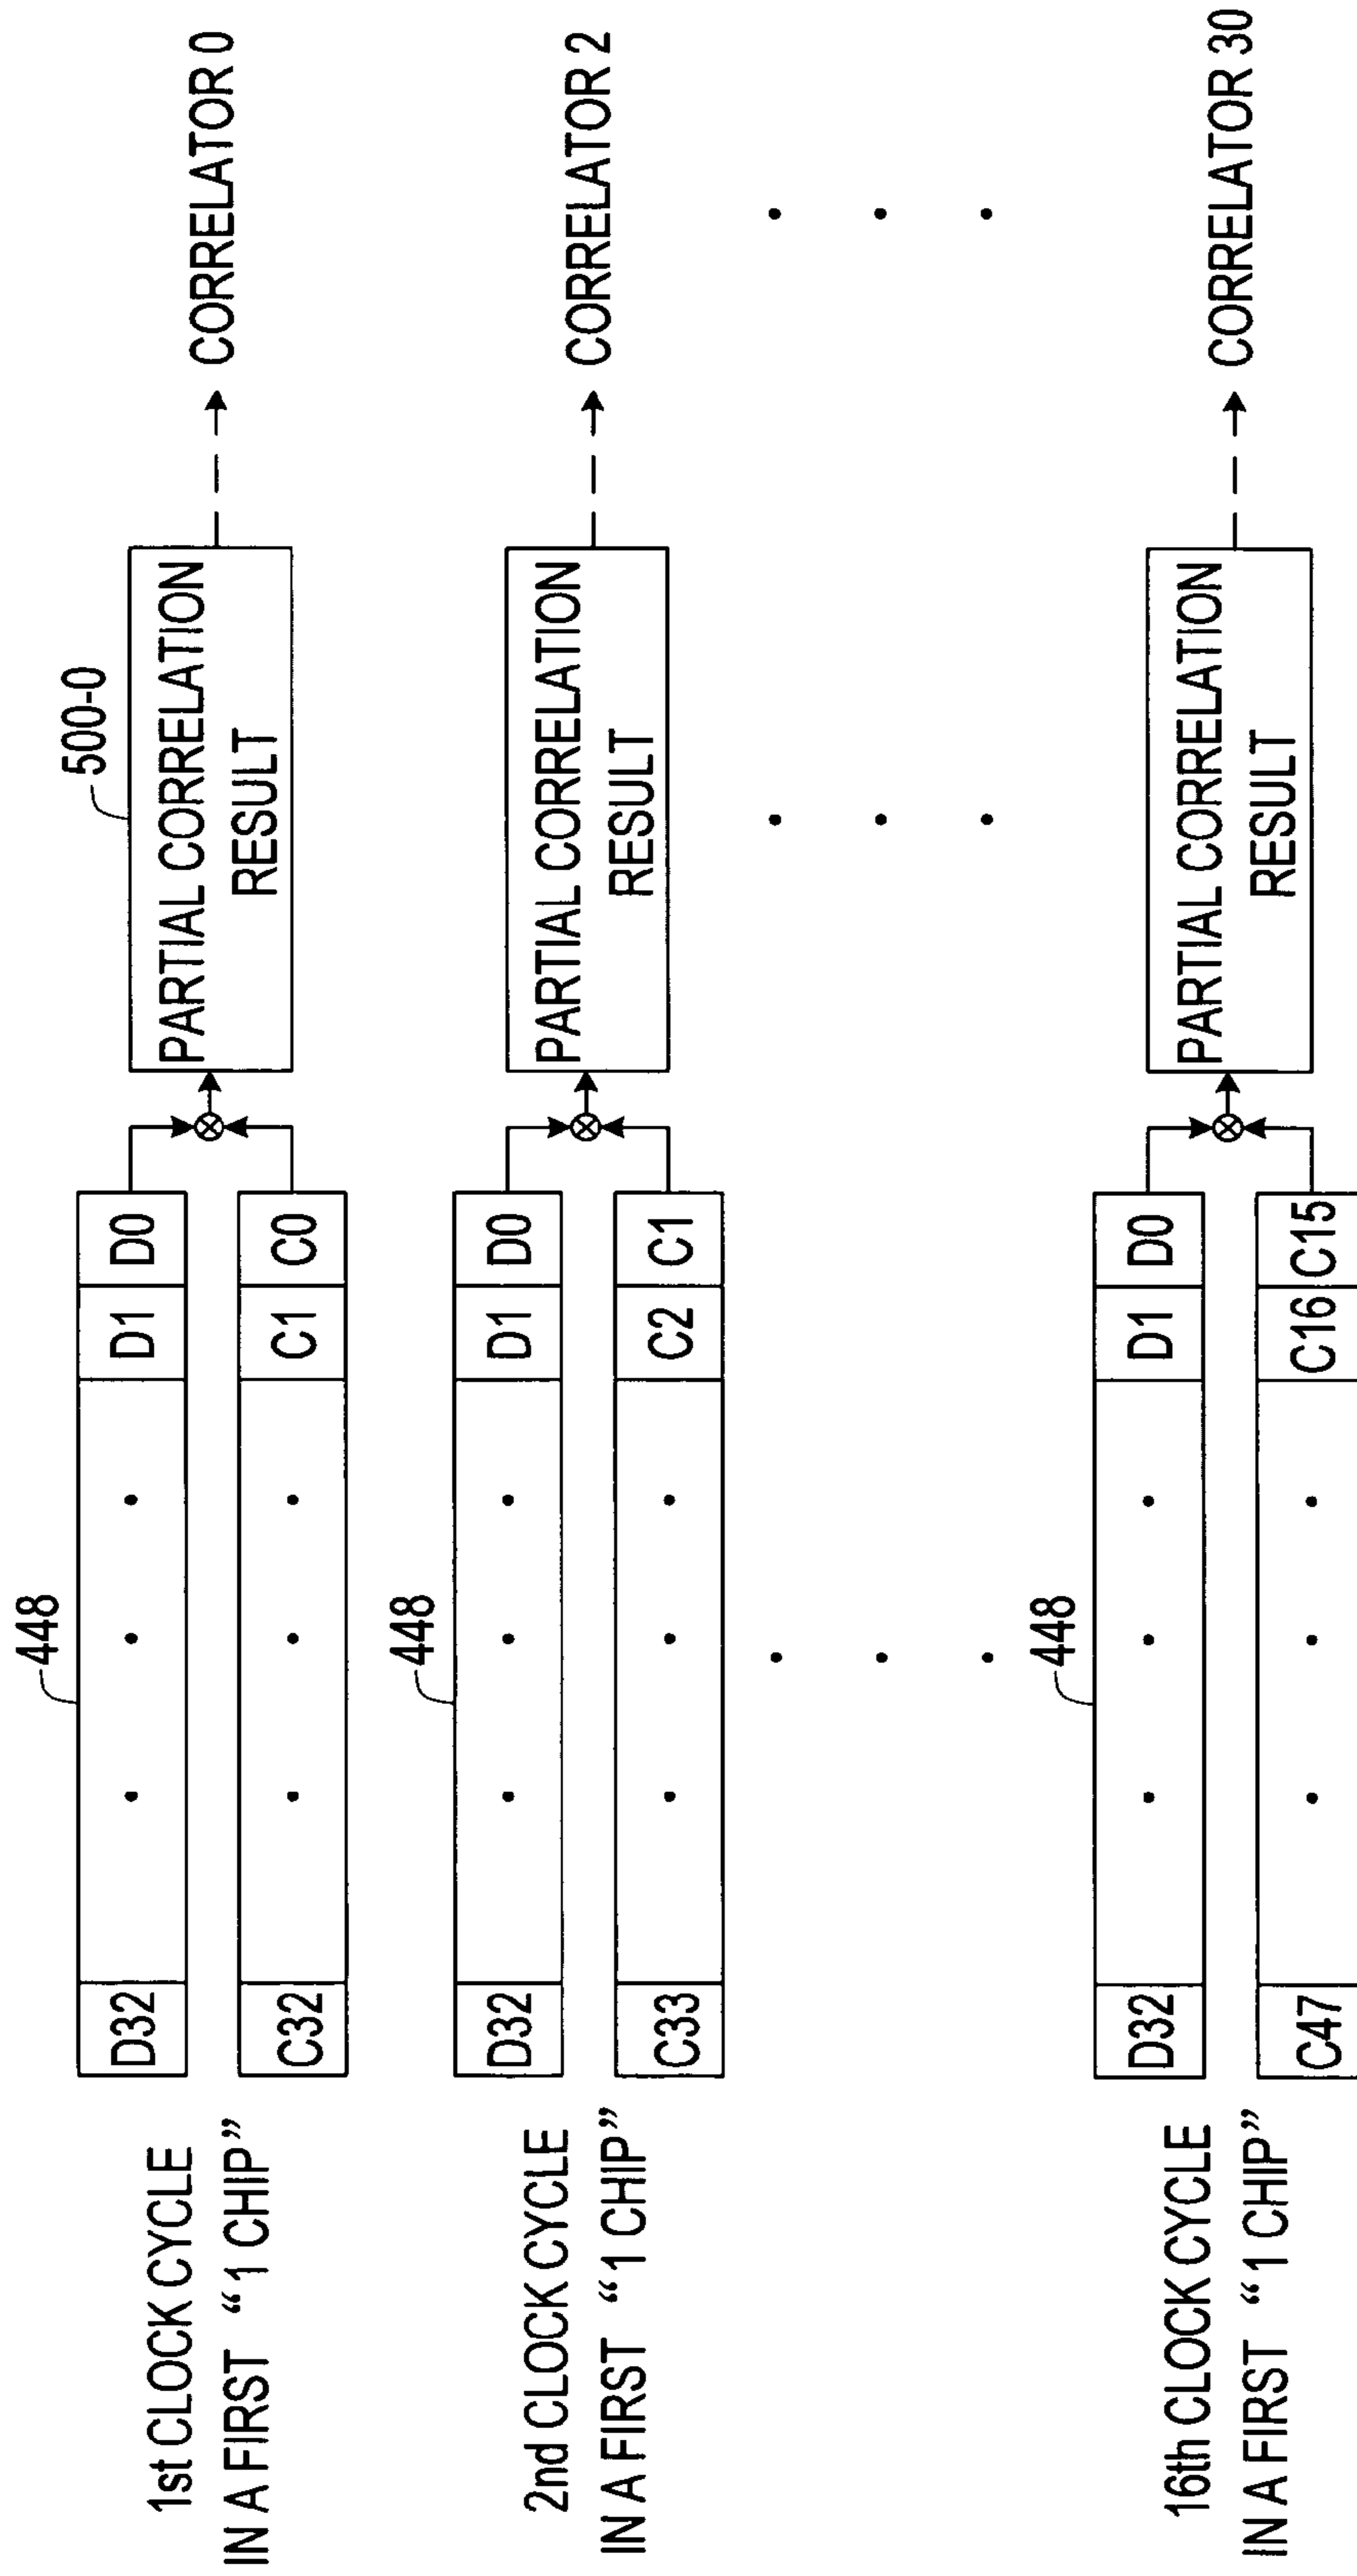 1st CLOCK CYCLE
IN A FIRST “1 CHIP”
448
D32
D1
D0
C32
C1
C0
500-0
PARTIAL CORRELATION
RESULT
CORRELATOR 0
2nd CLOCK CYCLE
IN A FIRST “1 CHIP”
448
D32
D1
D0
C33
C2
C1
PARTIAL CORRELATION
RESULT
CORRELATOR 2
16th CLOCK CYCLE
IN A FIRST “1 CHIP”
448
D32
D1
D0
C47
C16
C15
PARTIAL CORRELATION
RESULT
CORRELATOR 30